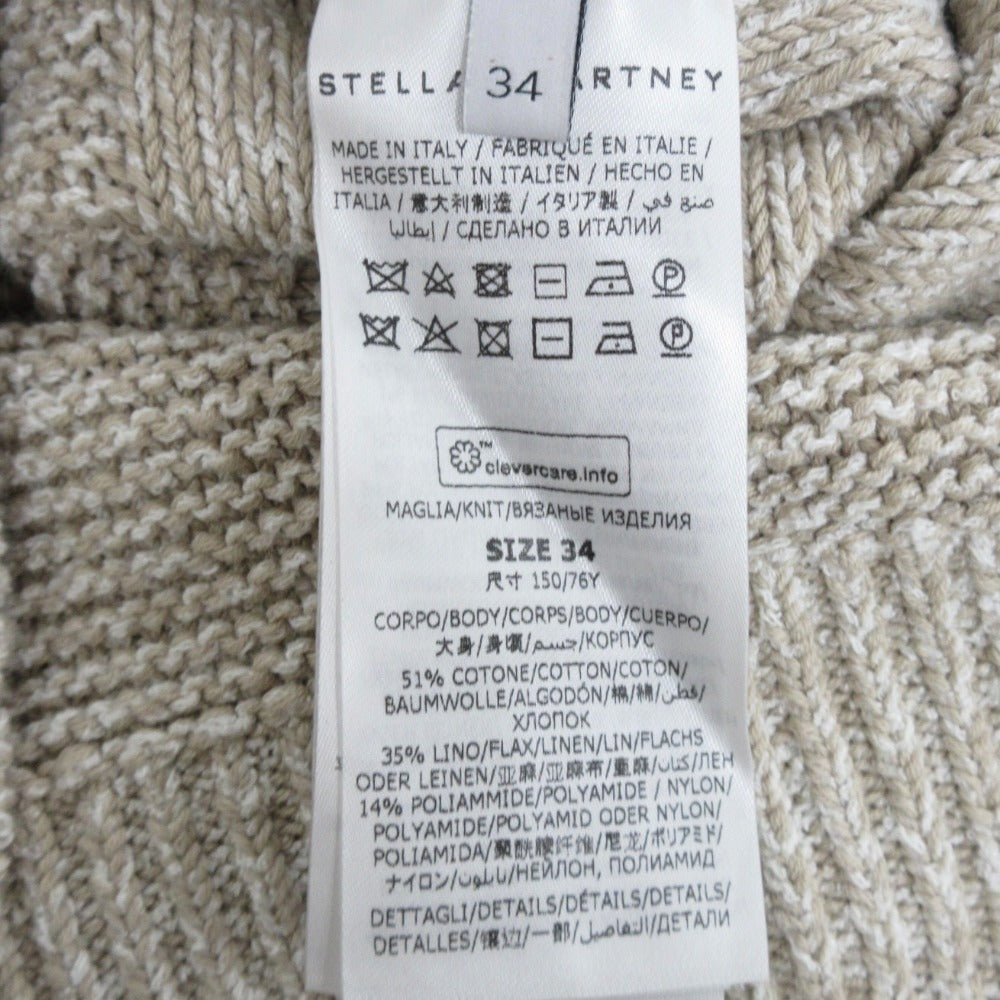 34
STELLA ARTNEY
MADE IN ITALY / FABRIQUÉ EN ITALIE /
HERGESTELLT IN ITALIEN / HECHO EN
ITALIA / 意大利制造 / イタリア製 / صنع في
إيطاليا / СДЕЛАНО В ИТАЛИИ
P
P
clevercare.info
MAGLIA/KNIT/ВЯЗАНЫЕ ИЗДЕЛИЯ
SIZE 34
尺寸 150/76Y
CORPO/BODY/CORPS/BODY/CUERPO/
大身/身頃/جسم/КОРПУС
51% COTONE/COTTON/COTON/
BAUMWOLLE/ALGODÓN/棉/綿/قطن/
ХЛОПОК
35% LINO/FLAX/LINEN/LIN/FLACHS
ODER LEINEN/亚麻/亚麻布/亜麻/كتان/ЛЕН
14% POLIAMMIDE/POLYAMIDE / NYLON/
POLYAMIDE/POLYAMID ODER NYLON/
POLIAMIDA/聚酰胺纤维/尼龙/ポリアミド/
ナイロン/نايلون/НЕЙЛОН, ПОЛИАМИД
DETTAGLI/DETAILS/DÉTAILS/DETAILS/
DETALLES/镶边/一部/التفاصيل/ДЕТАЛИ